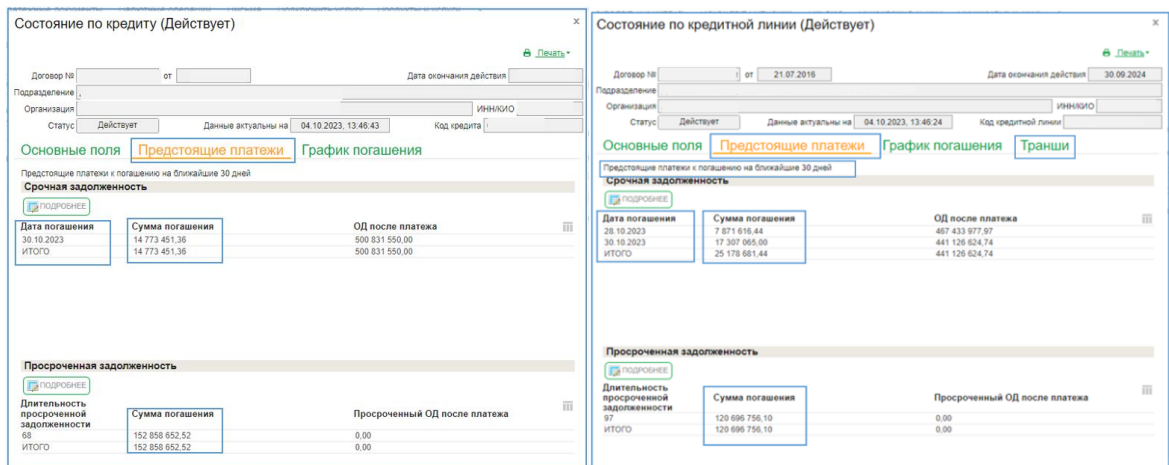 Состояние по кредиту (Действует)
x
Печать
Договор № от Дата окончания действия
Подразделение
Организация ИНН/КИО
Статус Действует Данные актуальны на 04.10.2023, 13:46:43 Код кредита
Основные поля Предстоящие платежи График погашения
Предстоящие платежи к погашению на ближайшие 30 дней
Срочная задолженность
ПОДРОБНЕЕ
Дата погашения Сумма погашения ОД после платежа
30.10.2023 14 773 451,36 500 831 550,00
ИТОГО 14 773 451,36 500 831 550,00
Просроченная задолженность
ПОДРОБНЕЕ
Длительность
просроченной
задолженности Сумма погашения Просроченный ОД после платежа
68 152 858 652,52 0,00
ИТОГО 152 858 652,52 0,00
Состояние по кредитной линии (Действует)
x
Печать
Договор № от 21.07.2016 Дата окончания действия 30.09.2024
Подразделение
Организация ИНН/КИО
Статус Действует Данные актуальны на 04.10.2023, 13:46:24 Код кредитной линии
Основные поля Предстоящие платежи График погашения Транши
Предстоящие платежи к погашению на ближайшие 30 дней
Срочная задолженность
ПОДРОБНЕЕ
Дата погашения Сумма погашения ОД после платежа
28.10.2023 7 871 616,44 467 433 977,97
30.10.2023 17 307 065,00 441 126 624,74
ИТОГО 25 178 681,44 441 126 624,74
Просроченная задолженность
ПОДРОБНЕЕ
Длительность
просроченной
задолженности Сумма погашения Просроченный ОД после платежа
97 120 696 756,10 0,00
ИТОГО 120 696 756,10 0,00